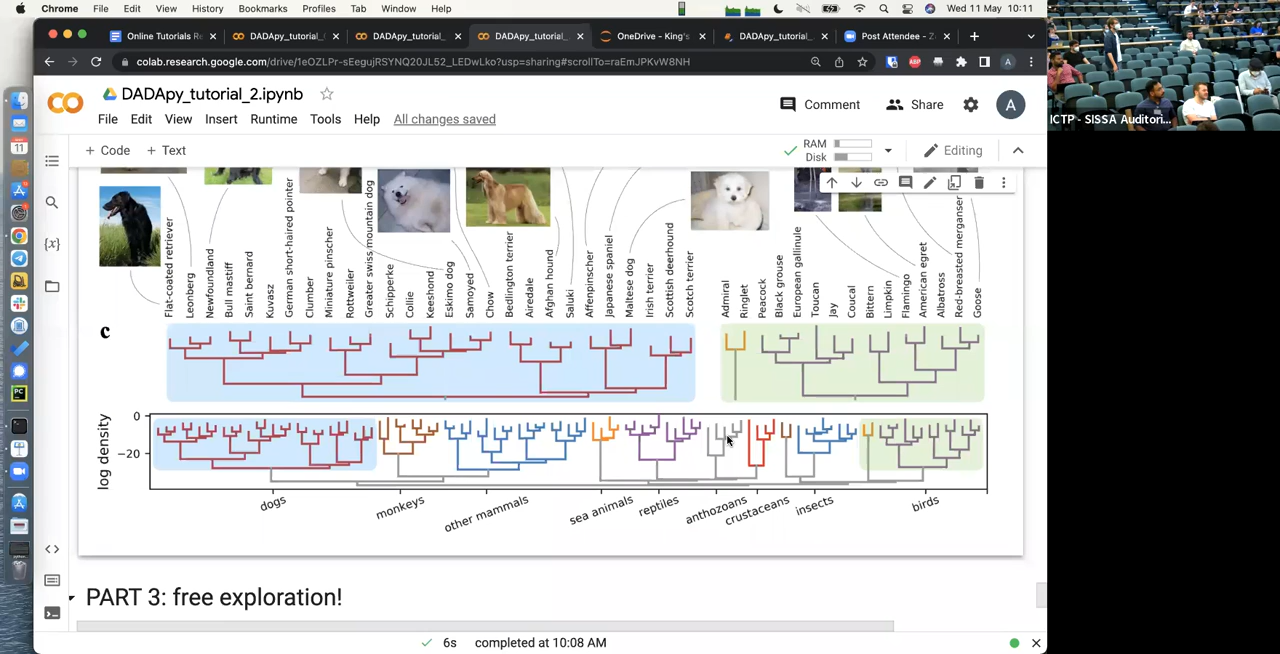 Chrome File Edit View History Bookmarks Profiles Tab Window Help Wed 11 May 10:11
Online Tutorials R
DADApy_tutorial_
DADApy_tutorial_
DADApy_tutorial_
OneDrive - King's
DADApy_tutorial_
Post Attendee - Z
colab.research.google.com/drive/1eOZLPr-sEegujRSYNQ20JL52_LEDwLko?usp=sharing#scrollTo=raEmJPKvW8NH
ICTP - SISSA Auditori...
CO DADApy_tutorial_2.ipynb
Comment Share A
File Edit View Insert Runtime Tools Help All changes saved
+ Code + Text
RAM
Disk
Editing
{x}
Flat-coated retriever
Leonberg
Newfoundland
Bull mastiff
Saint bernard
Kuvasz
German short-haired pointer
Clumber
Miniature pinscher
Rottweiler
Greater swiss mountain dog
Schipperke
Collie
Keeshond
Eskimo dog
Samoyed
Chow
Bedlington terrier
Airedale
Afghan hound
Saluki
Affenpinscher
Japanese spaniel
Maltese dog
Irish terrier
Scottish deerhound
Scotch terrier
Admiral
Ringlet
Peacock
Black grouse
European gallinule
Toucan
Jay
Coucal
Bittern
Limpkin
Flamingo
American egret
Albatross
Red-breasted merganser
Goose
c
log density
0
−20
dogs
monkeys
other mammals
sea animals
reptiles
anthozoans
crustaceans
insects
birds
PART 3: free exploration!
6s completed at 10:08 AM